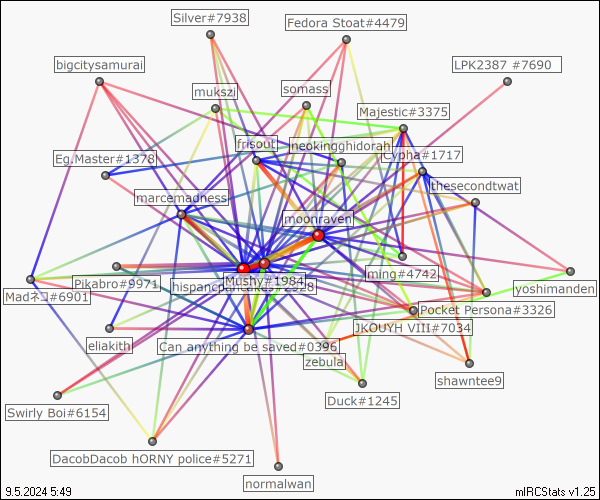 Silver#7938
Fedora Stoat#4479
bigcitysamurai
LPK2387 #7690
mukszi
somass
Majestic#3375
frisout
neokingghidorah
Cypha#1717
Eg.Master#1378
thesecondtwat
marcemadness
moonraven
Iming#4742
Pikabro#9971
Mushy#1984
yoshimanden
Madネコ#6901
Pocket Persona#3326
JKOUYH VIII#7034
eliakith
Can anything be saved#0396
zebula
shawntee9
Duck#1245
Swirly Boi#6154
DacobDacob hORNY police#5271
normalwan
9.5.2024 5:49
mIRCStats v1.25